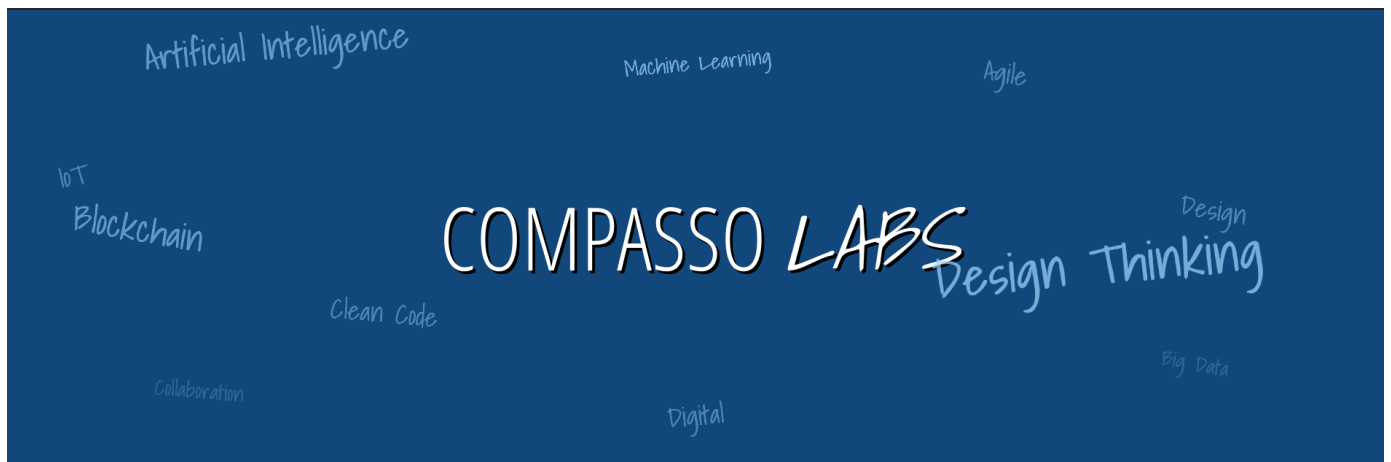 Artificial Intelligence
Machine Learning
Agile
IoT
Blockchain
Design
COMPASSO LABS
Design Thinking
Clean Code
Big Data
Collaboration
Digital